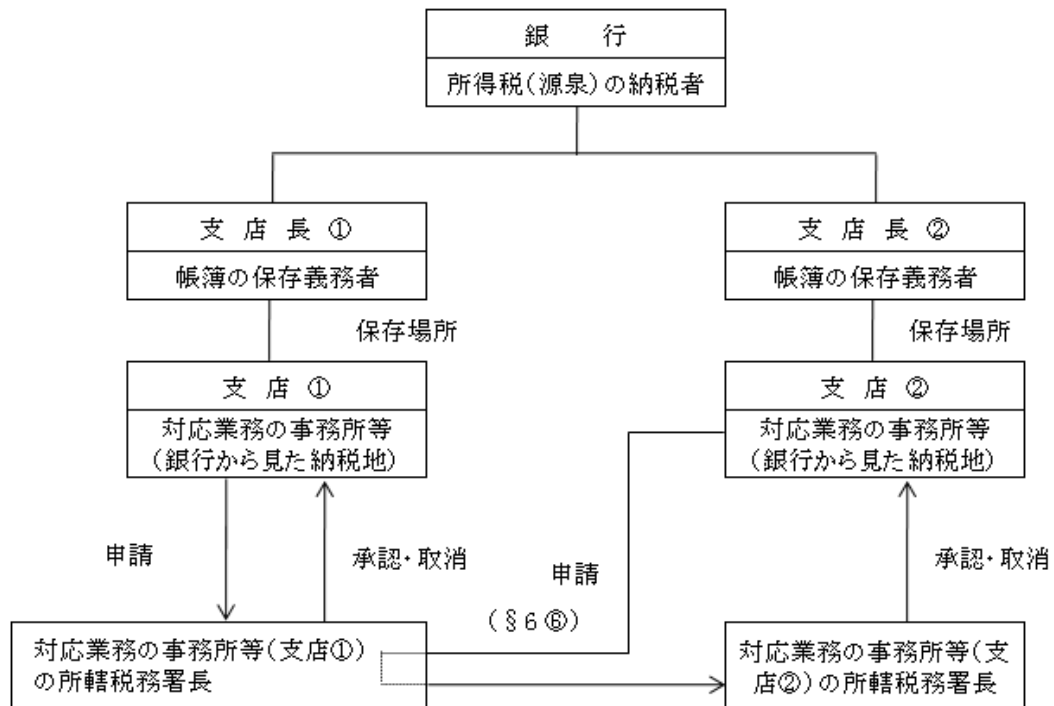 銀　行
所得税(源泉)の納税者
支 店 長 ①
帳簿の保存義務者
支 店 長 ②
帳簿の保存義務者
保存場所
保存場所
支 店 ①
対応業務の事務所等
(銀行から見た納税地)
支 店 ②
対応業務の事務所等
(銀行から見た納税地)
申請
承認・取消
申請
(§6⑥)
承認・取消
対応業務の事務所等(支店①)
の所轄税務署長
対応業務の事務所等(支
店②)の所轄税務署長